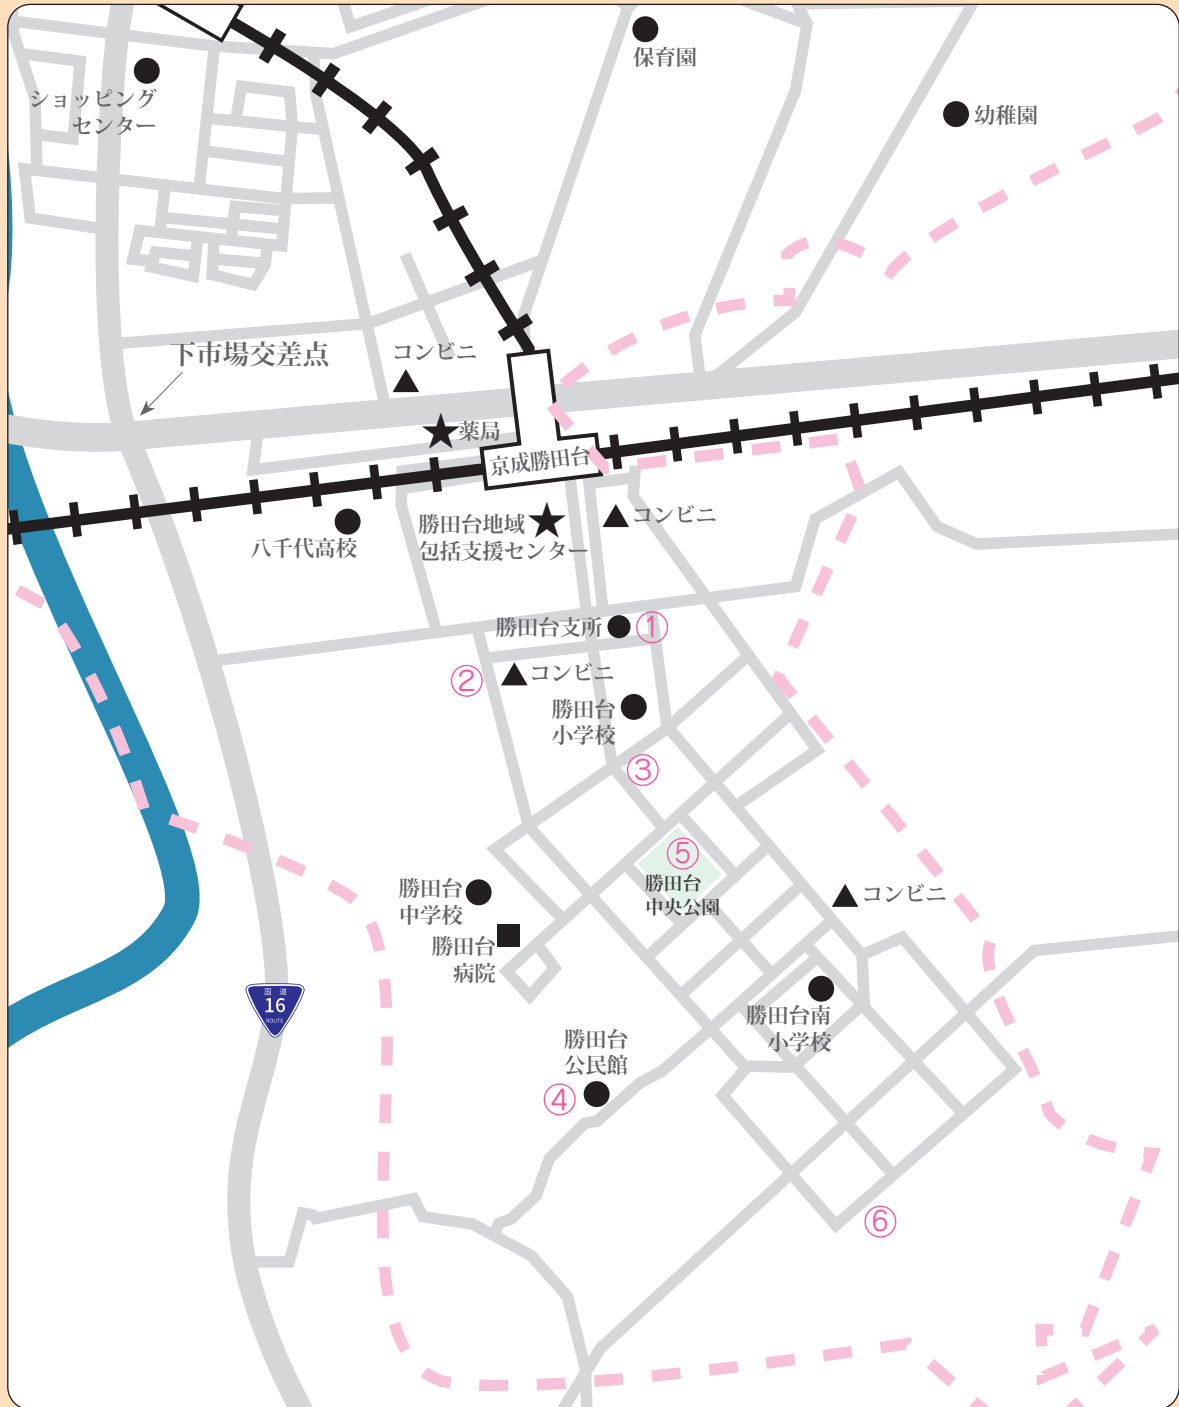 保育園
ショッピング
センター
幼稚園
下市場交差点
コンビニ
薬局
京成勝田台
勝田台地域
包括支援センター
コンビニ
八千代高校
勝田台支所
①
②
コンビニ
勝田台
小学校
③
⑤
勝田台
中央公園
勝田台
中学校
コンビニ
勝田台
病院
国道
16
ROUTE
勝田台南
小学校
勝田台
公民館
④
⑥